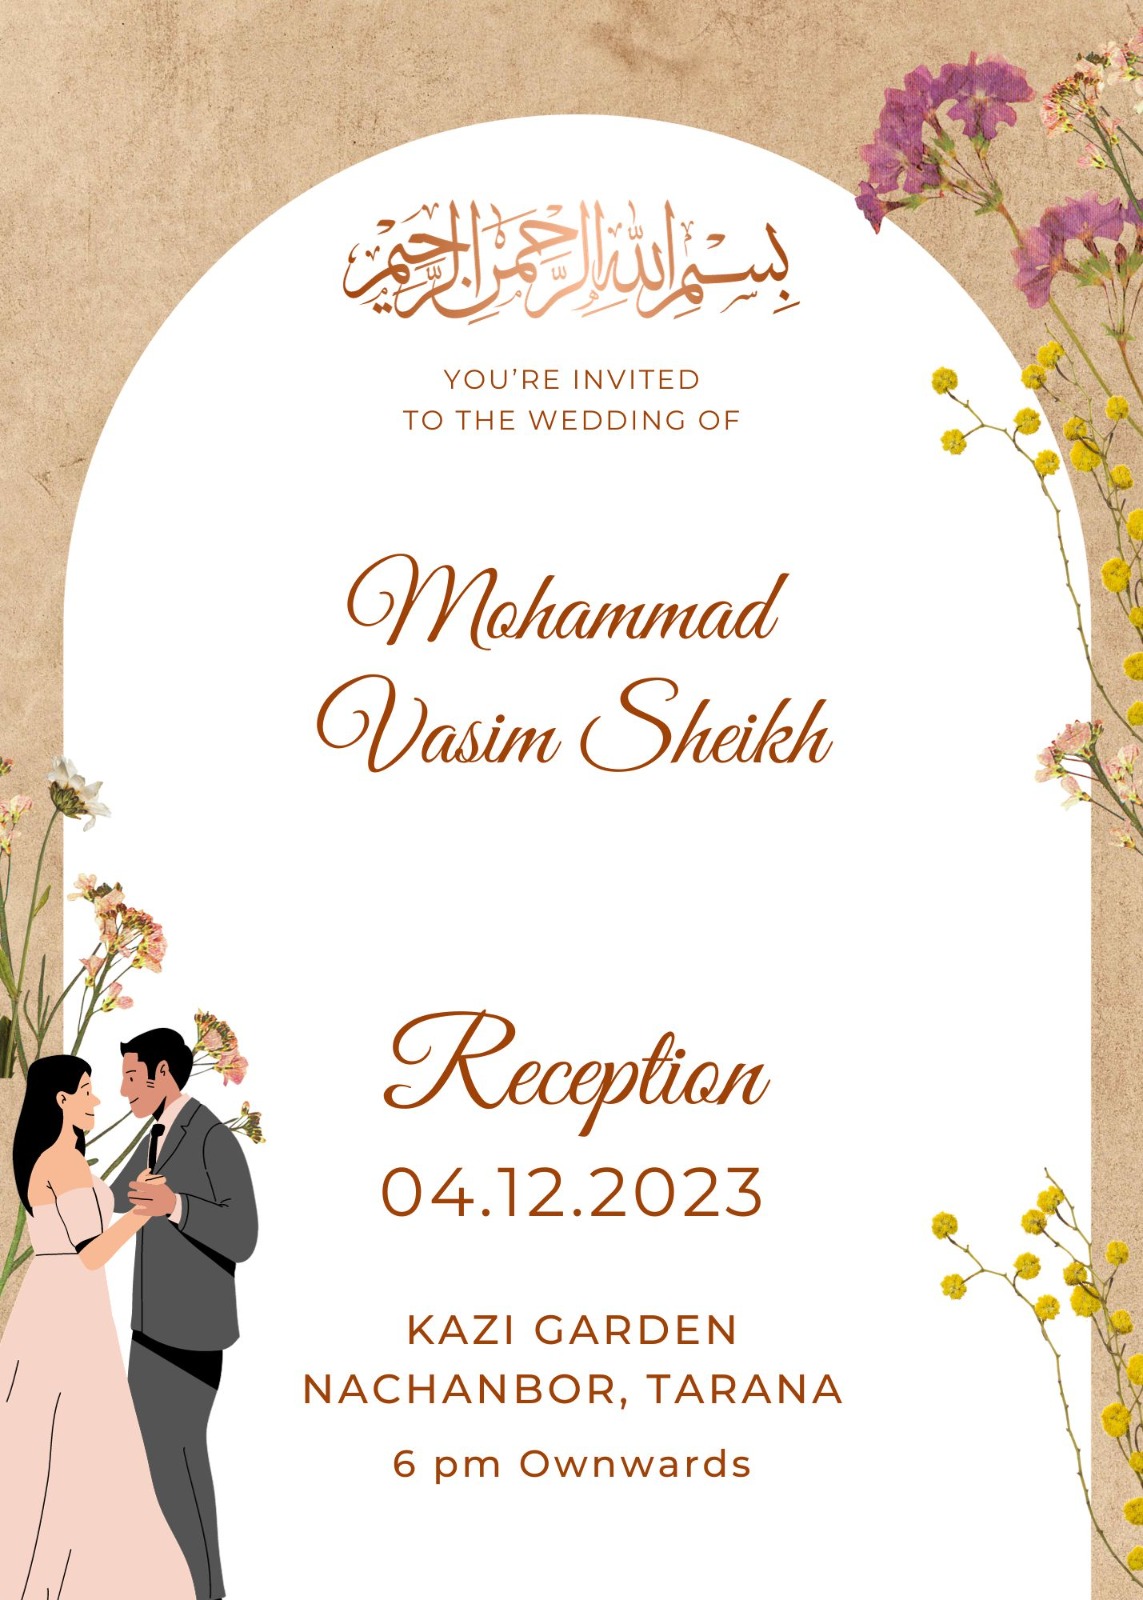 بِسْمِ اللهِ الرَّحْمٰنِ الرَّحِيْمِ
YOU'RE INVITED
TO THE WEDDING OF
Mohammad
Vasim Sheikh
Reception
04.12.2023
KAZI GARDEN
NACHANBOR, TARANA
6 pm Ownwards